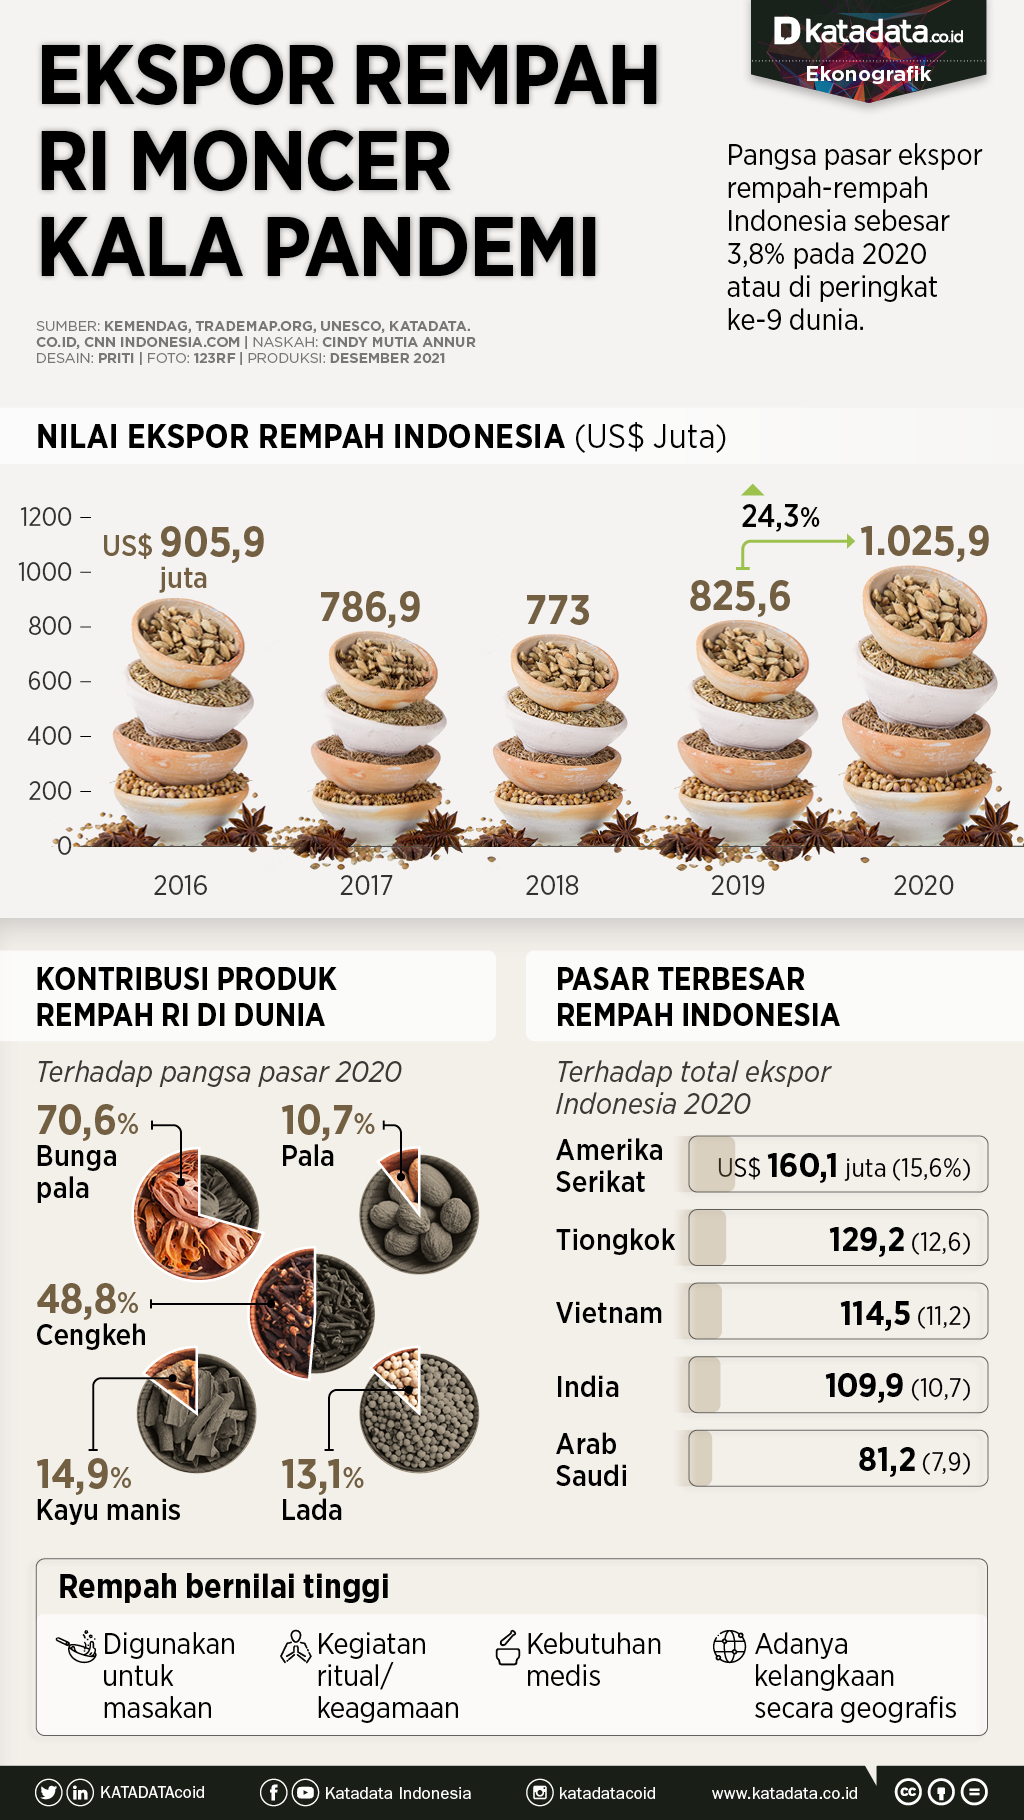 Dkatadata.co.id
Ekonografik
EKSPOR REMPAH
RI MONCER
KALA PANDEMI
Pangsa pasar ekspor
rempah-rempah
Indonesia sebesar
3,8% pada 2020
atau di peringkat
ke-9 dunia.
SUMBER: KEMENDAG, TRADEMAP.ORG, UNESCO, KATADATA.
CO.ID, CNN INDONESIA.COM | NASKAH: CINDY MUTIA ANNUR
DESAIN: PRITI | FOTO: 123RF | PRODUKSI: DESEMBER 2021
NILAI EKSPOR REMPAH INDONESIA (US$ Juta)
1200
1000
800
600
400
200
0
US$ 905,9
juta
786,9
773
825,6
24,3%
1.025,9
2016
2017
2018
2019
2020
KONTRIBUSI PRODUK
REMPAH RI DI DUNIA
Terhadap pangsa pasar 2020
70,6%
Bunga
pala
10,7%
Pala
48,8%
Cengkeh
14,9%
Kayu manis
13,1%
Lada
PASAR TERBESAR
REMPAH INDONESIA
Terhadap total ekspor
Indonesia 2020
Amerika
Serikat
US$ 160,1 juta (15,6%)
Tiongkok
129,2 (12,6)
Vietnam
114,5 (11,2)
India
109,9 (10,7)
Arab
Saudi
81,2 (7,9)
Rempah bernilai tinggi
Digunakan
untuk
masakan
Kegiatan
ritual/
keagamaan
Kebutuhan
medis
Adanya
kelangkaan
secara geografis
KATADATAcoid
Katadata Indonesia
katadatacoid
www.katadata.co.id
cc